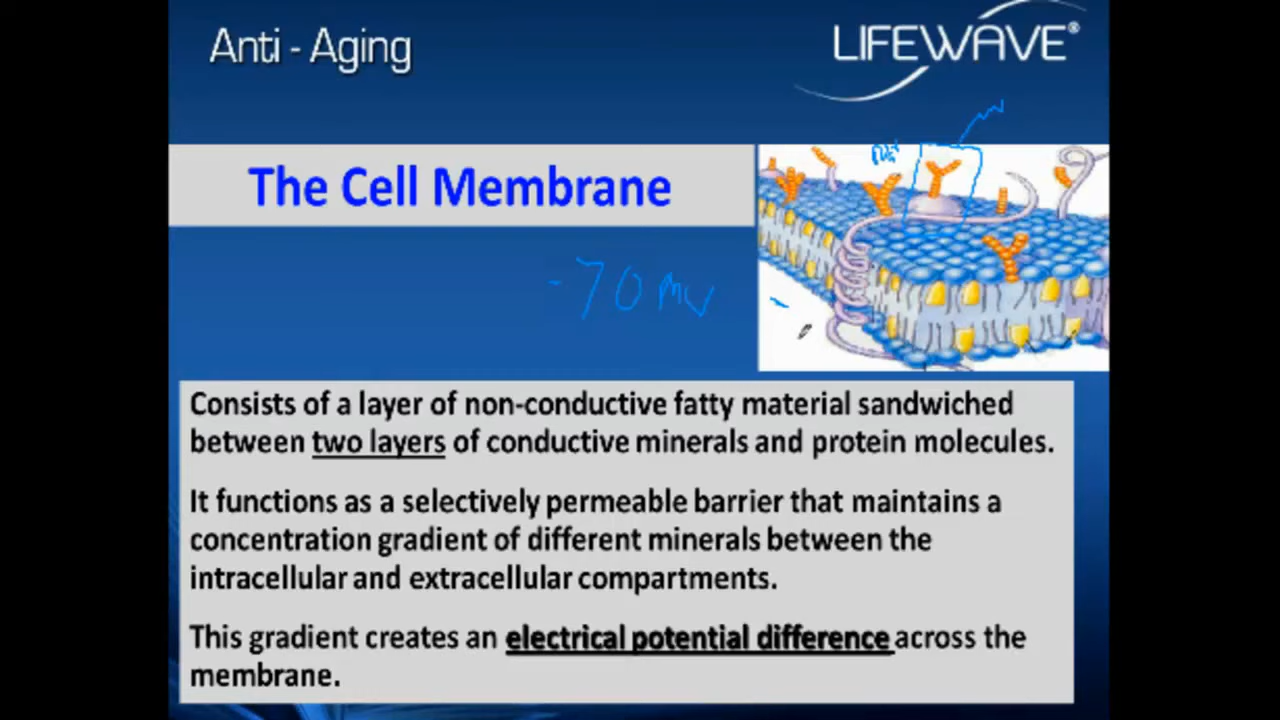 Anti - Aging
LIFEWAVE®
The Cell Membrane
-70 mv
Consists of a layer of non-conductive fatty material sandwiched
between two layers of conductive minerals and protein molecules.
It functions as a selectively permeable barrier that maintains a
concentration gradient of different minerals between the
intracellular and extracellular compartments.
This gradient creates an electrical potential difference across the
membrane.